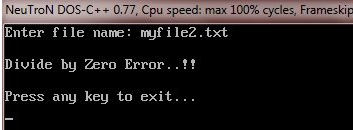 NeuTroN DOS-C++ 0.77, Cpu speed: max 100% cycles, Frameskip
Enter file name: myfile2.txt
Divide by Zero Error..!!
Press any key to exit...
_